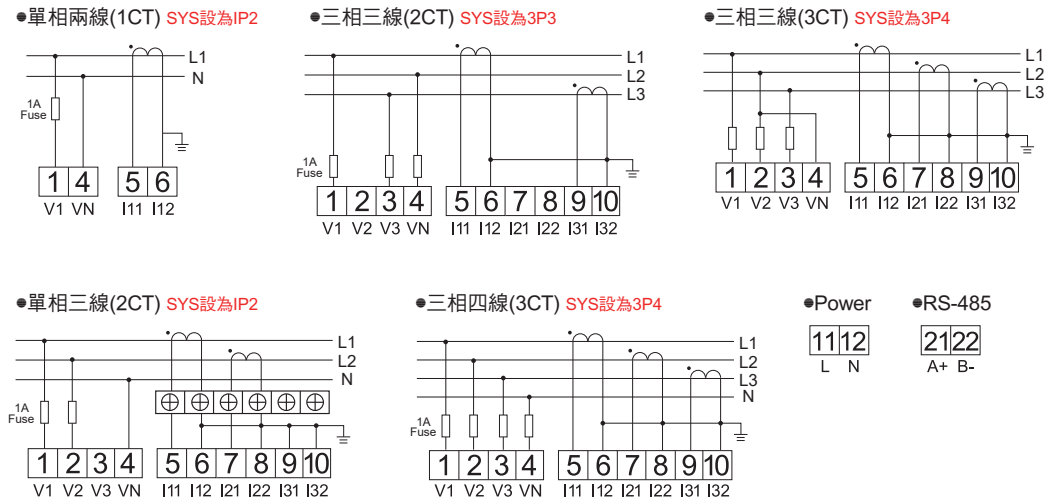 ●單相兩線(1CT) SYS設為IP2
L1
N
1A
Fuse
1 4 5 6
V1 VN I11 I12
●三相三線(2CT) SYS設為3P3
L1
L2
L3
1A
Fuse
1 2 3 4 5 6 7 8 9 10
V1 V2 V3 VN I11 I12 I21 I22 I31 I32
●三相三線(3CT) SYS設為3P4
L1
L2
L3
1 2 3 4 5 6 7 8 9 10
V1 V2 V3 VN I11 I12 I21 I22 I31 I32
●單相三線(2CT) SYS設為IP2
L1
L2
N
1A
Fuse
1 2 3 4 5 6 7 8 9 10
V1 V2 V3 VN I11 I12 I21 I22 I31 I32
●三相四線(3CT) SYS設為3P4
L1
L2
L3
N
1A
Fuse
1 2 3 4 5 6 7 8 9 10
V1 V2 V3 VN I11 I12 I21 I22 I31 I32
●Power
11 12
L N
●RS-485
21 22
A+ B-